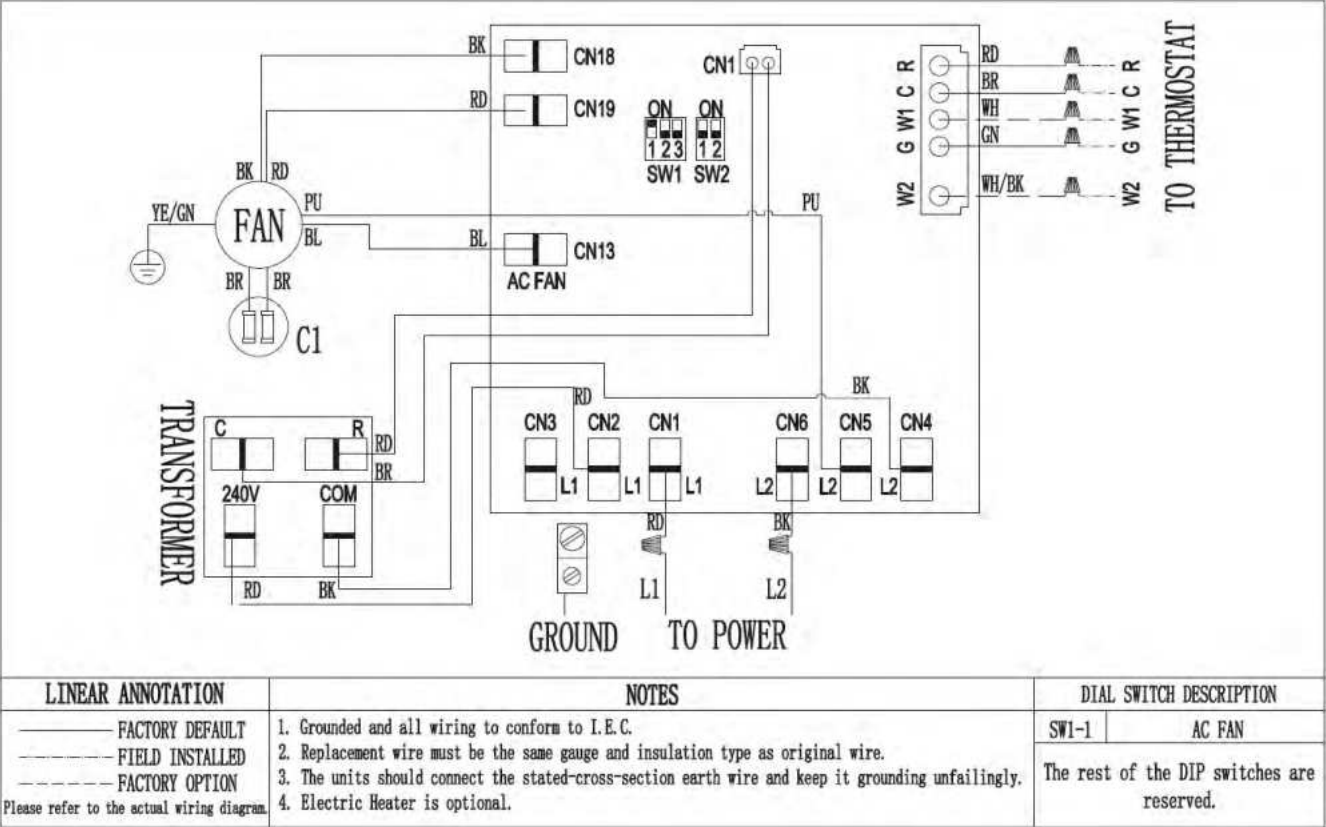 BK
CN18
RD
CN19
CN1
ON ON
1 2 3 1 2
SW1 SW2
R RD R
C BR C
W1 WH W1
G GN G
W2 WH/BK W2
TO THERMOSTAT
BK RD
YE/GN
FAN
PU
BL
PU
BL
CN13
AC FAN
BR BR
C1
TRANSFORMER
C R
RD
BR
240V COM
RD BK
RD
BK
CN3 CN2 CN1 CN6 CN5 CN4
L1 L1 L1 L2 L2 L2
RD BK
L1 L2
GROUND TO POWER
LINEAR ANNOTATION
FACTORY DEFAULT
FIELD INSTALLED
FACTORY OPTION
Please refer to the actual wiring diagram.
NOTES
1. Grounded and all wiring to conform to I.E.C.
2. Replacement wire must be the same gauge and insulation type as original wire.
3. The units should connect the stated-cross-section earth wire and keep it grounding unfailingly.
4. Electric Heater is optional.
DIAL SWITCH DESCRIPTION
SW1-1 AC FAN
The rest of the DIP switches are
reserved.